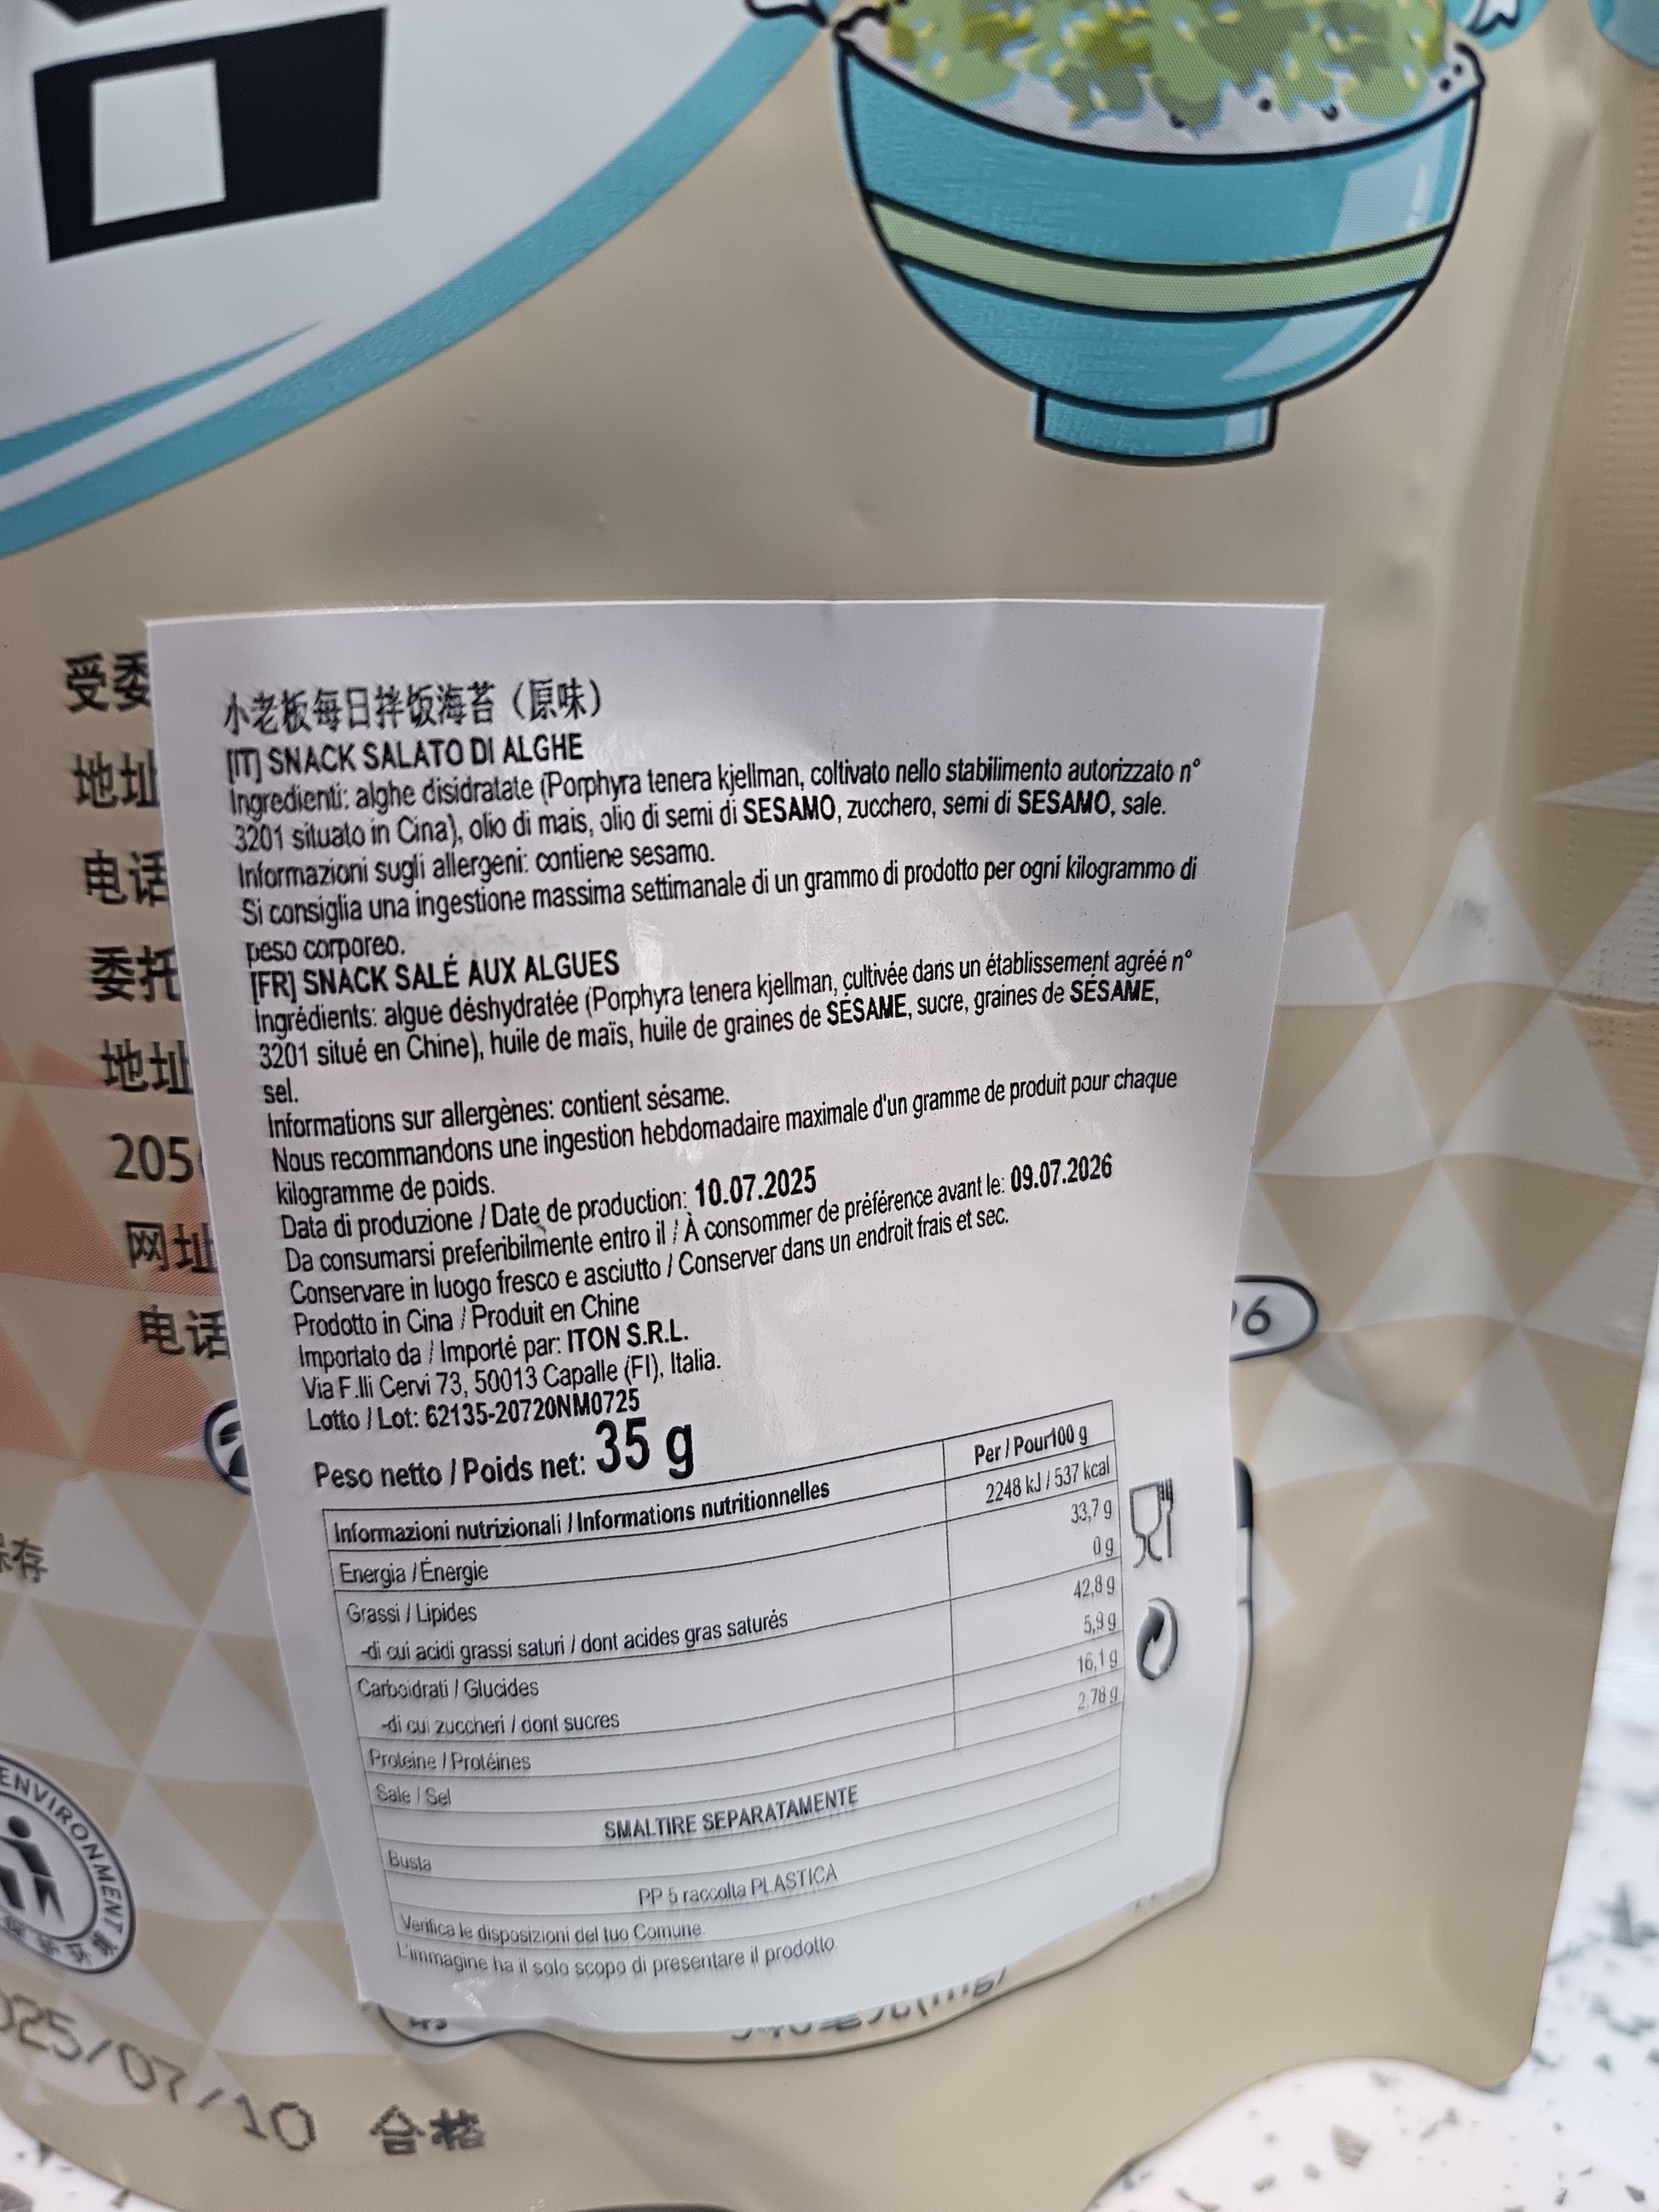 受委
地址
电话
委托
地址
205
网址
电话
小老板每日拌饭海苔（原味）
[IT] SNACK SALATO DI ALGHE
Ingredienti: alghe disidratate (Porphyra tenera kjellman, coltivato nello stabilimento autorizzato n°
3201 situato in Cina), olio di mais, olio di semi di SESAMO, zucchero, semi di SESAMO, sale.
Informazioni sugli allergeni: contiene sesamo.
Si consiglia una ingestione massima settimanale di un grammo di prodotto per ogni kilogrammo di
peso corporeo.
[FR] SNACK SALÉ AUX ALGUES
Ingrédients: algue déshydratée (Porphyra tenera kjellman, cultivée dans un établissement agréé n°
3201 situé en Chine), huile de maïs, huile de graines de SÉSAME, sucre, graines de SÉSAME,
sel.
Informations sur allergènes: contient sésame.
Nous recommandons une ingestion hebdomadaire maximale d'un gramme de produit pour chaque
kilogramme de poids.
Data di produzione / Date de production: 10.07.2025
Da consumarsi preferibilmente entro il / À consommer de préférence avant le: 09.07.2026
Conservare in luogo fresco e asciutto / Conserver dans un endroit frais et sec.
Prodotto in Cina / Produit en Chine
Importato da / Importé par: ITON S.R.L.
Via F.lli Cervi 73, 50013 Capalle (FI), Italia.
Lotto / Lot: 62135-20720NM0725
Peso netto / Poids net: 35 g
Informazioni nutrizionali / Informations nutritionnelles Per / Pour100 g
Energia / Énergie 2248 kJ / 537 kcal
Grassi / Lipides 33,7 g
-di cui acidi grassi saturi / dont acides gras saturés 0 g
Carboidrati / Glucides 42,8 g
-di cui zuccheri / dont sucres 5,9 g
Proteine / Protéines 16,1 g
Sale / Sel 2,78 g
SMALTIRE SEPARATAMENTE
Busta
PP 5 raccolta PLASTICA
Verifica le disposizioni del tuo Comune.
L'immagine ha il solo scopo di presentare il prodotto.
6
保存
ENVIRONMENT
025/07/10 合格